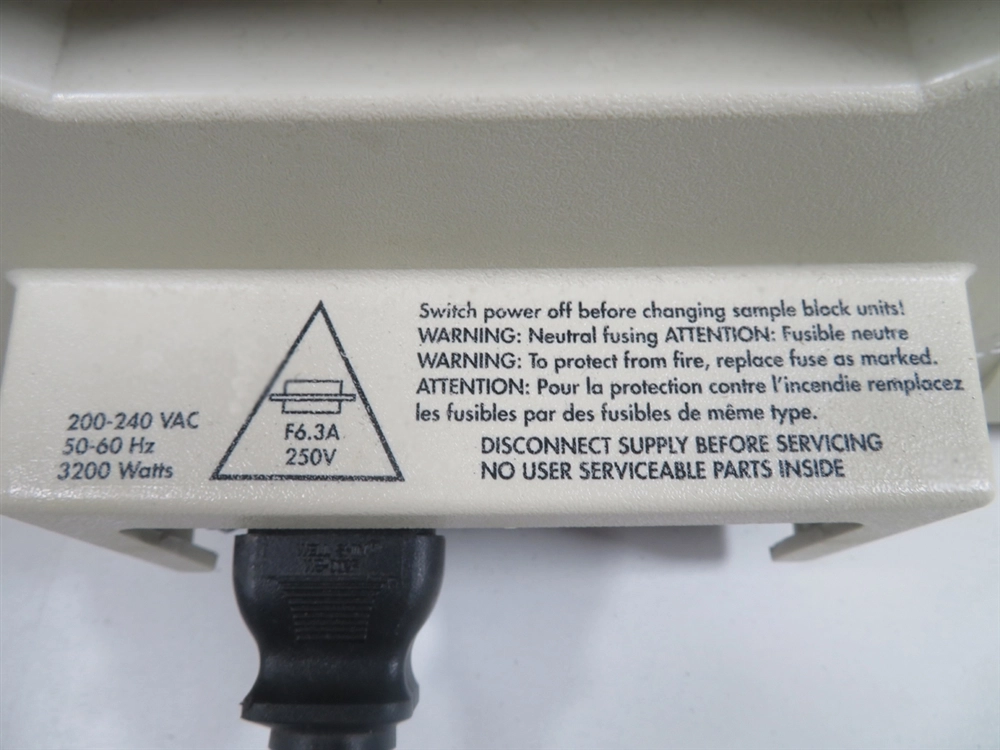 Switch power off before changing sample block units!
WARNING: Neutral fusing ATTENTION: Fusible neutre
WARNING: To protect from fire, replace fuse as marked.
ATTENTION: Pour la protection contre l'incendie remplacez
les fusibles par des fusibles de même type.
DISCONNECT SUPPLY BEFORE SERVICING
NO USER SERVICEABLE PARTS INSIDE
200-240 VAC
50-60 Hz
3200 Watts
F6.3A
250V